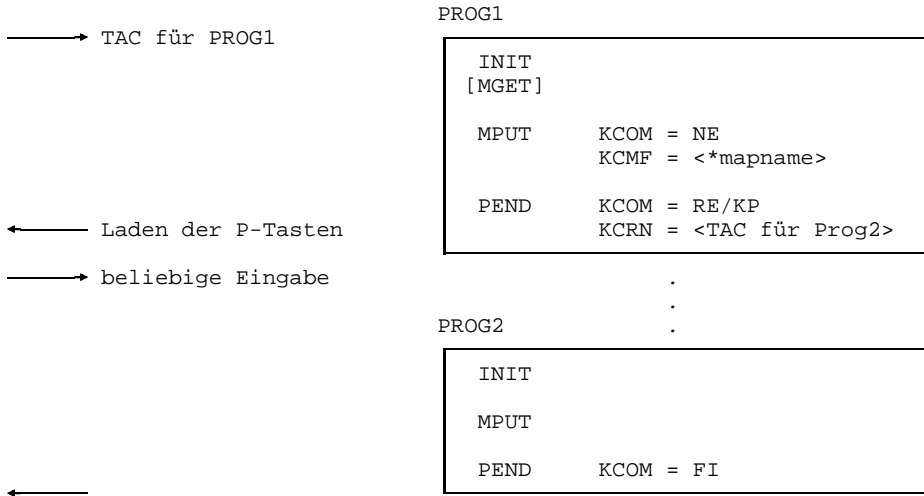 PROG1
TAC für PROG1
INIT
[MGET]
MPUT KCOM = NE
KCMF = <*mapname>
PEND KCOM = RE/KP
Laden der P-Tasten KCRN = <TAC für Prog2>
beliebige Eingabe .
.
PROG2 .
INIT
MPUT
PEND KCOM = FI